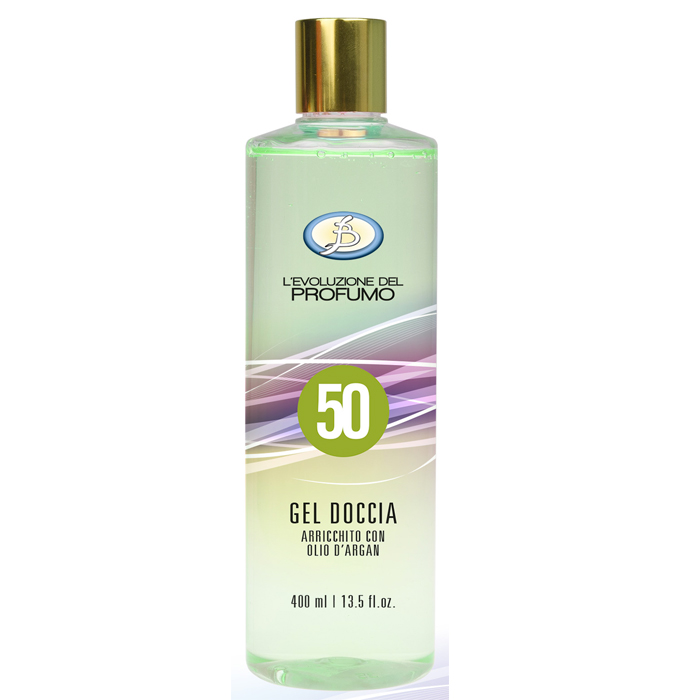 L'EVOLUZIONE DEL
PROFUMO
50
GEL DOCCIA
ARRICCHITO CON
OLIO D'ARGAN
400 ml | 13.5 fl.oz.